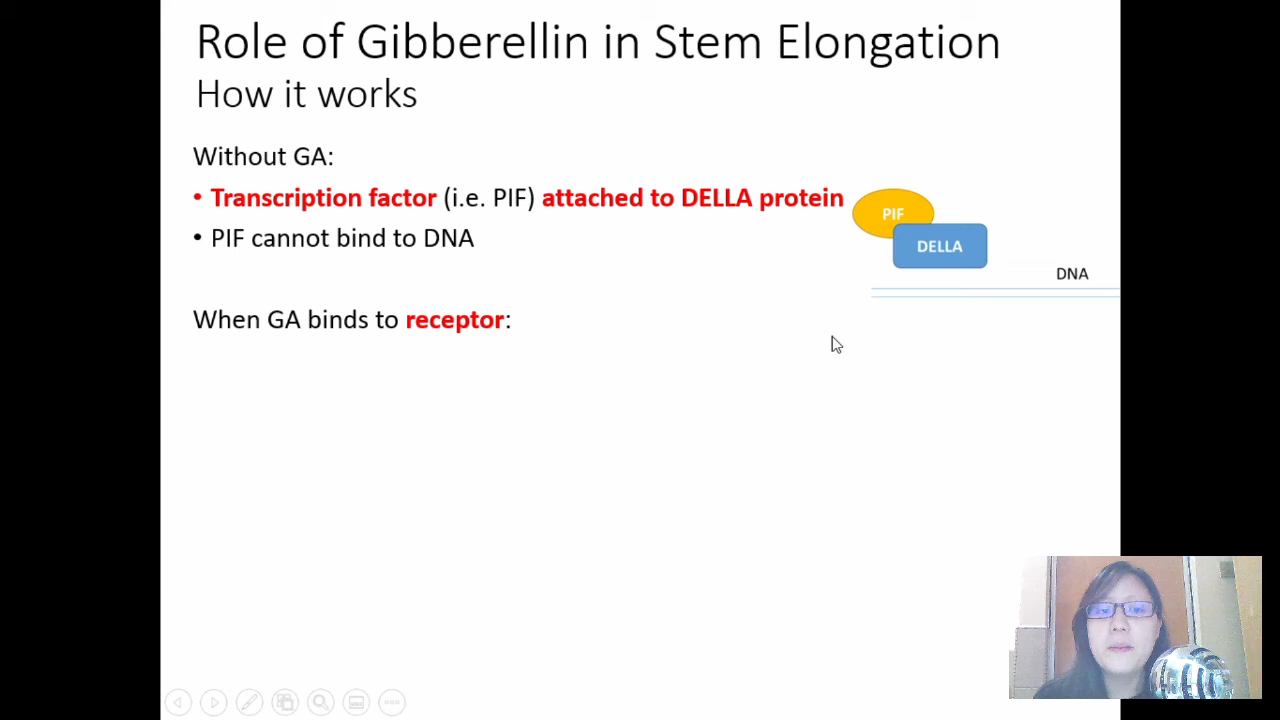 Role of Gibberellin in Stem Elongation
How it works
Without GA:
• Transcription factor (i.e. PIF) attached to DELLA protein
• PIF cannot bind to DNA
PIF
DELLA
DNA
When GA binds to receptor: